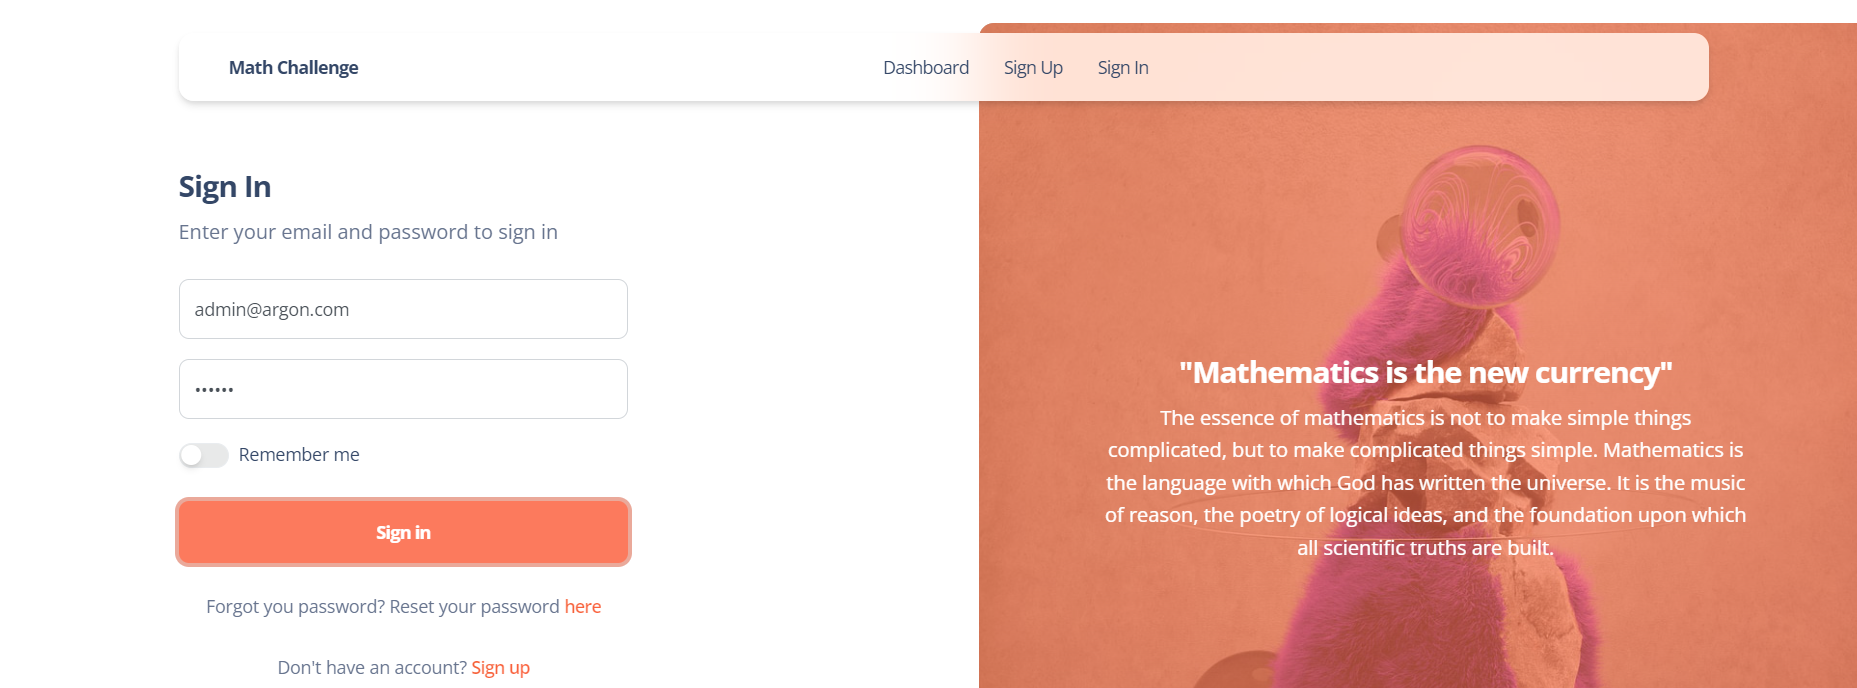 Math Challenge
Dashboard Sign Up Sign In
Sign In
Enter your email and password to sign in
admin@argon.com
••••••
Remember me
Sign in
Forgot you password? Reset your password here
Don't have an account? Sign up
"Mathematics is the new currency"
The essence of mathematics is not to make simple things
complicated, but to make complicated things simple. Mathematics is
the language with which God has written the universe. It is the music
of reason, the poetry of logical ideas, and the foundation upon which
all scientific truths are built.